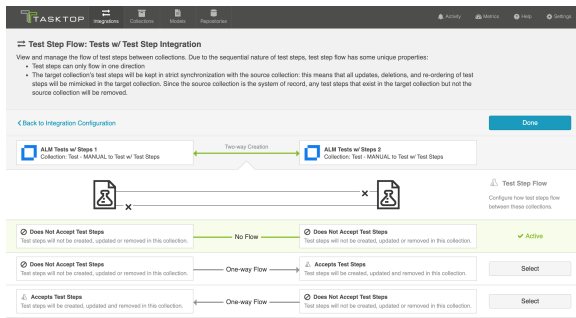 TASKTOP
Integrations
Collections
Models
Repositories
Activity
Metrics
Help
Settings
Test Step Flow: Tests w/ Test Step Integration
View and manage the flow of test steps between collections. Due to the sequential nature of test steps, test step flow has some unique properties:
• Test steps can only flow in one direction
• The target collection's test steps will be kept in strict synchronization with the source collection: this means that all updates, deletions, and re-ordering of test
steps will be mimicked in the target collection. Since the source collection is the system of record, any test steps that exist in the target collection but not the
source collection will be removed.
Back to Integration Configuration
Done
ALM Tests w/ Steps 1
Collection: Test - MANUAL to Test w/ Test Steps
Two-way Creation
ALM Tests w/ Steps 2
Collection: Test - MANUAL to Test w/ Test Steps
Test Step Flow
Configure how test steps flow
between these collections.
Does Not Accept Test Steps
Test steps will not be created, updated or removed in this collection.
No Flow
Does Not Accept Test Steps
Test steps will not be created, updated or removed in this collection.
Active
Does Not Accept Test Steps
Test steps will not be created, updated or removed in this collection.
One-way Flow
Accepts Test Steps
Test steps will be created, updated and removed in this collection.
Select
Accepts Test Steps
Test steps will be created, updated and removed in this collection.
One-way Flow
Does Not Accept Test Steps
Test steps will not be created, updated or removed in this collection.
Select